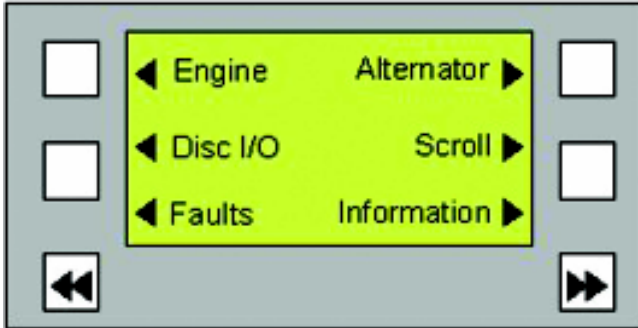 Engine Alternator
Disc I/O Scroll
Faults Information